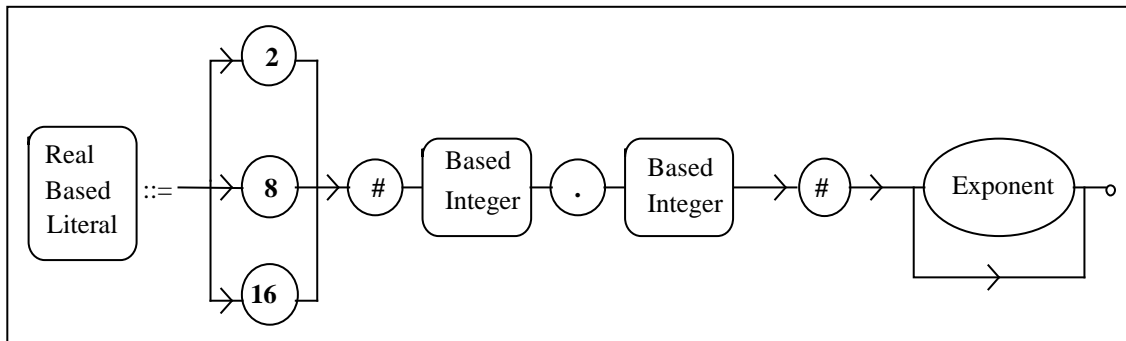 Real
Based
Literal
::=
2
8
16
#
Based
Integer
.
Based
Integer
#
Exponent